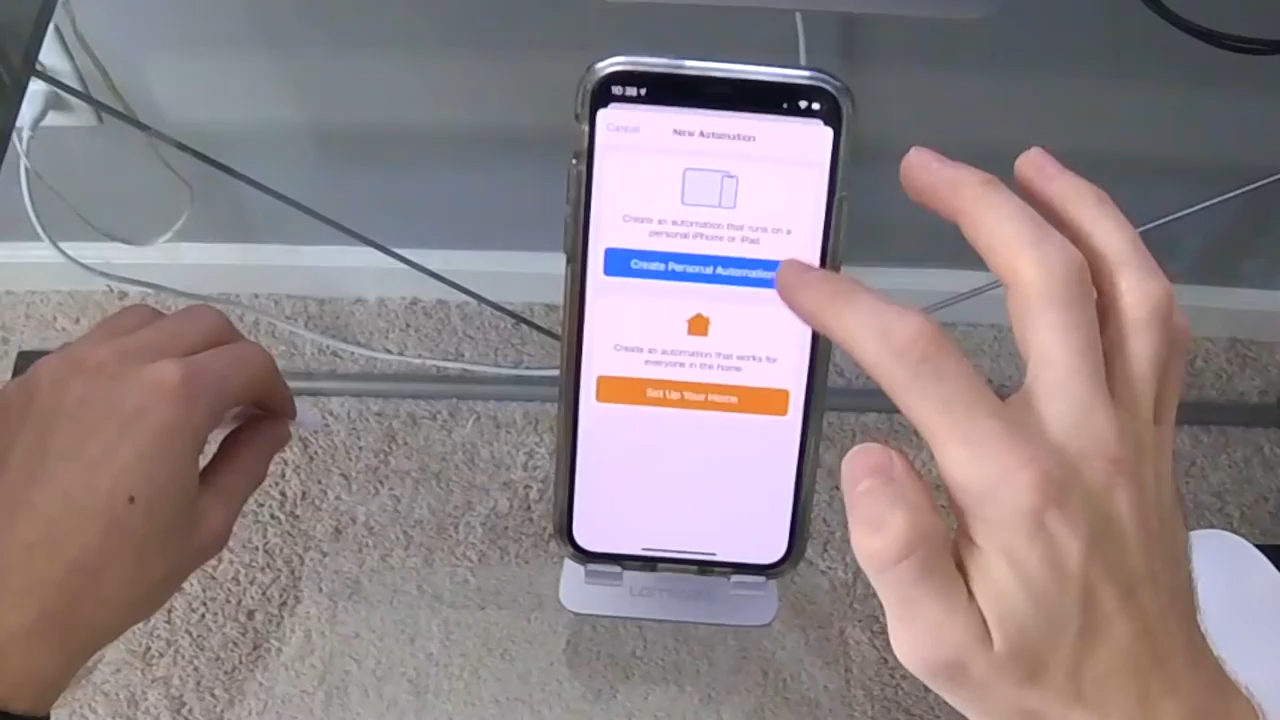 10:38
Cancel
New Automation
Create an automation that runs on a
personal iPhone or iPad.
Create Personal Automation
Create an automation that works for
everyone in the home.
Set Up Your Home